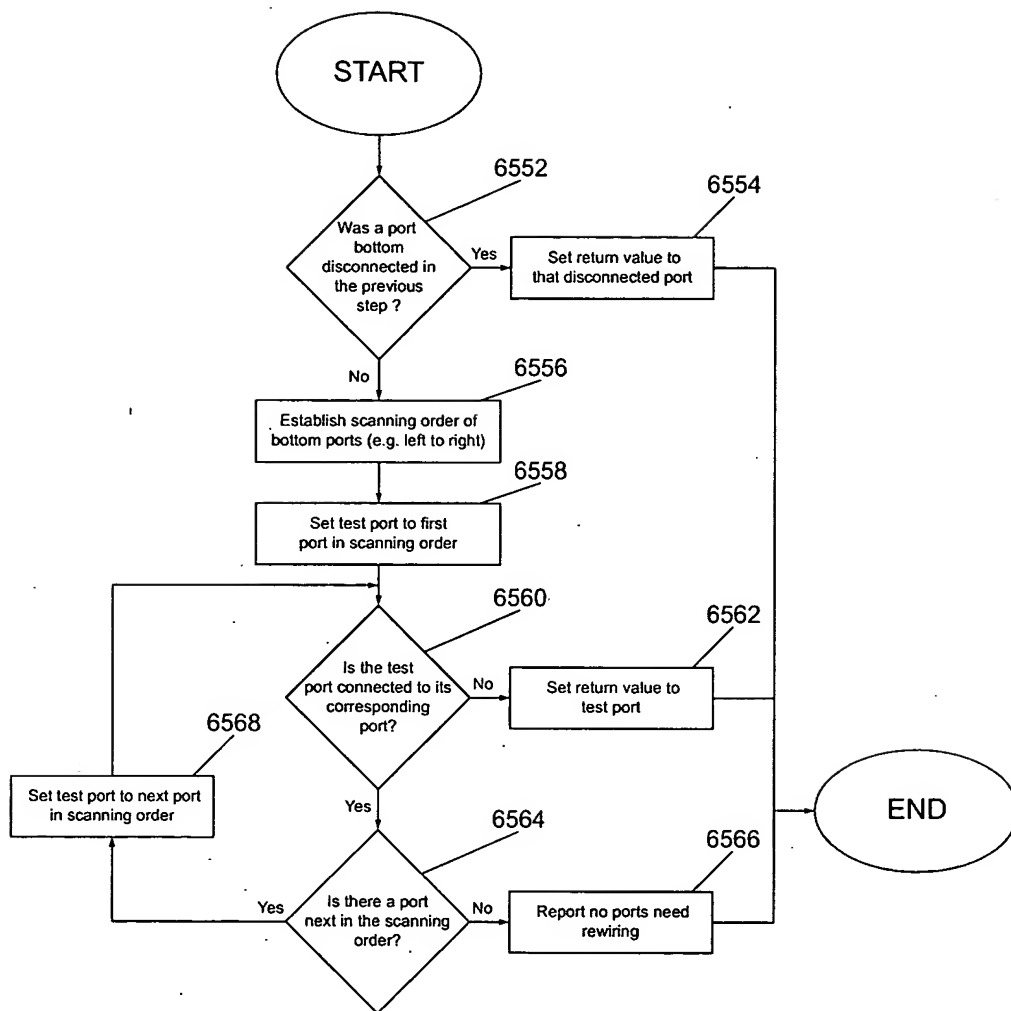 START
6552
6554
Was a port
bottom
disconnected in
the previous
step ?
Yes
Set return value to
that disconnected port
No
6556
Establish scanning order of
bottom ports (e.g. left to right)
6558
Set test port to first
port in scanning order
6560
6562
Is the test
port connected to its
corresponding
port?
No
Set return value to
test port
6568
Set test port to next port
in scanning order
Yes
6564
6566
END
Is there a port
next in the scanning
order?
Yes
No
Report no ports need
rewiring